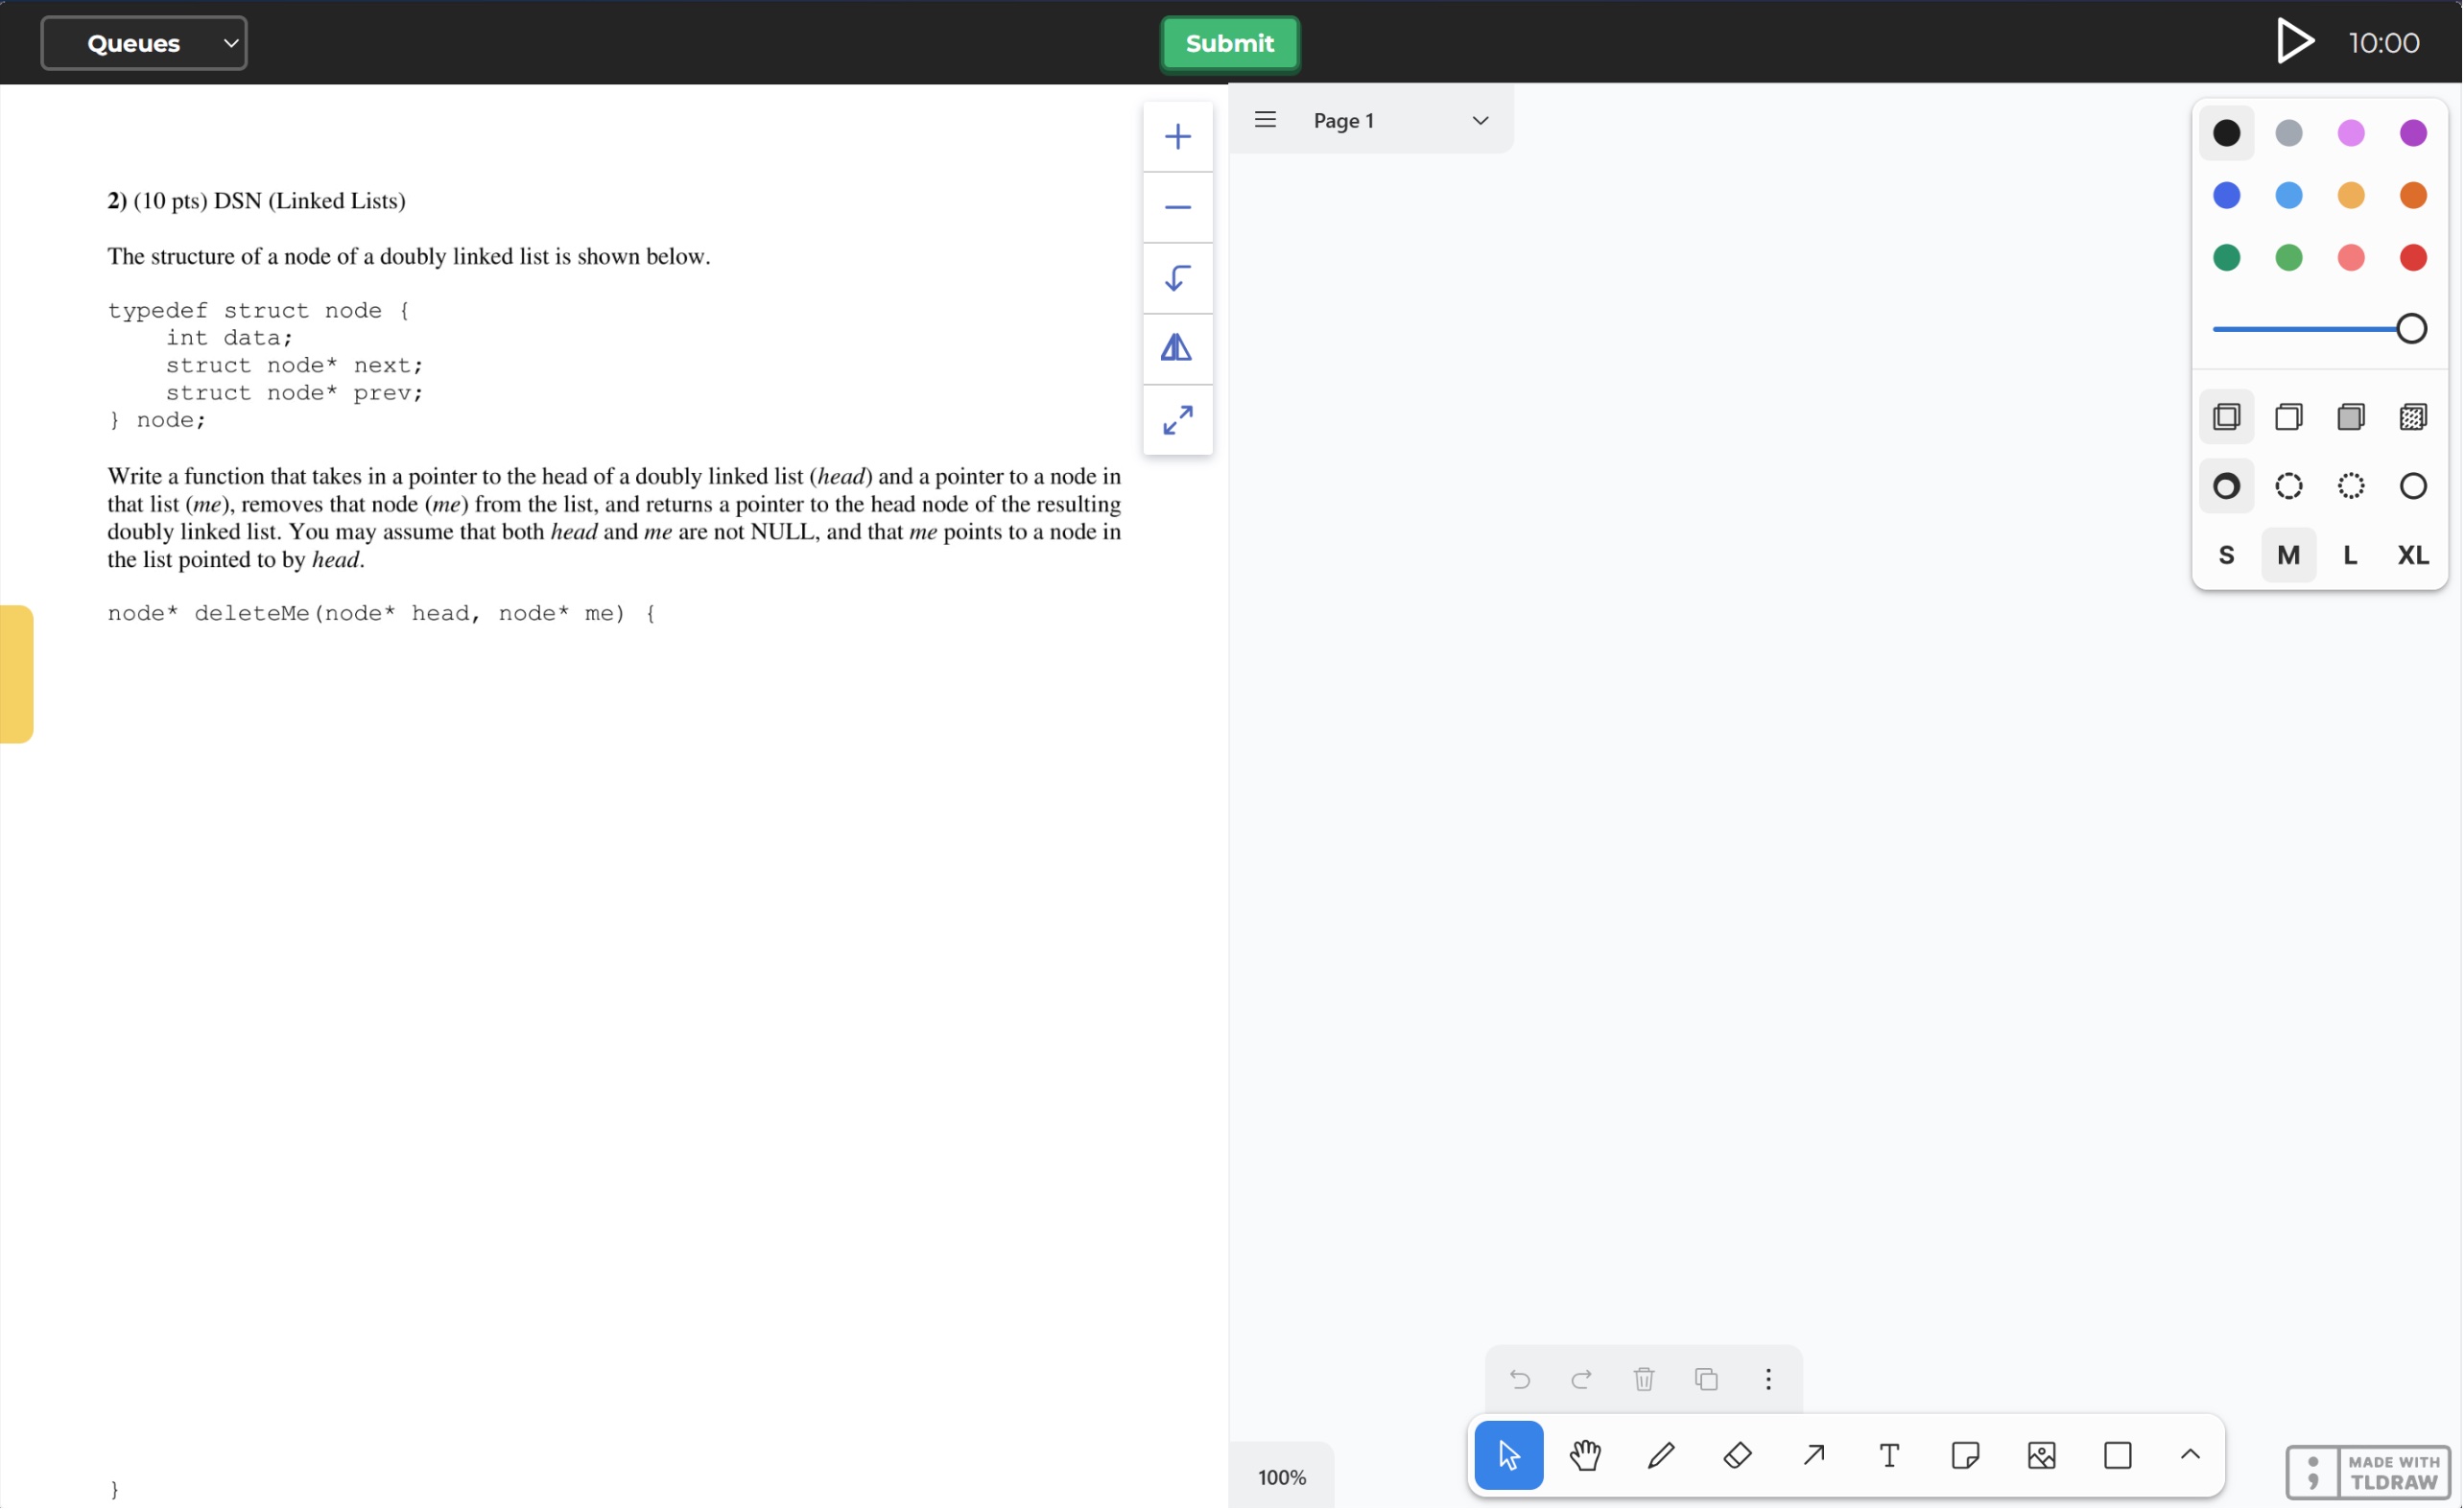 Queues
Submit
10:00
Page 1
2) (10 pts) DSN (Linked Lists)
The structure of a node of a doubly linked list is shown below.
typedef struct node {
    int data;
    struct node* next;
    struct node* prev;
} node;
Write a function that takes in a pointer to the head of a doubly linked list (head) and a pointer to a node in
that list (me), removes that node (me) from the list, and returns a pointer to the head node of the resulting
doubly linked list. You may assume that both head and me are not NULL, and that me points to a node in
the list pointed to by head.
node* deleteMe(node* head, node* me) {
}
S M L XL
100%
MADE WITH
TLDRAW